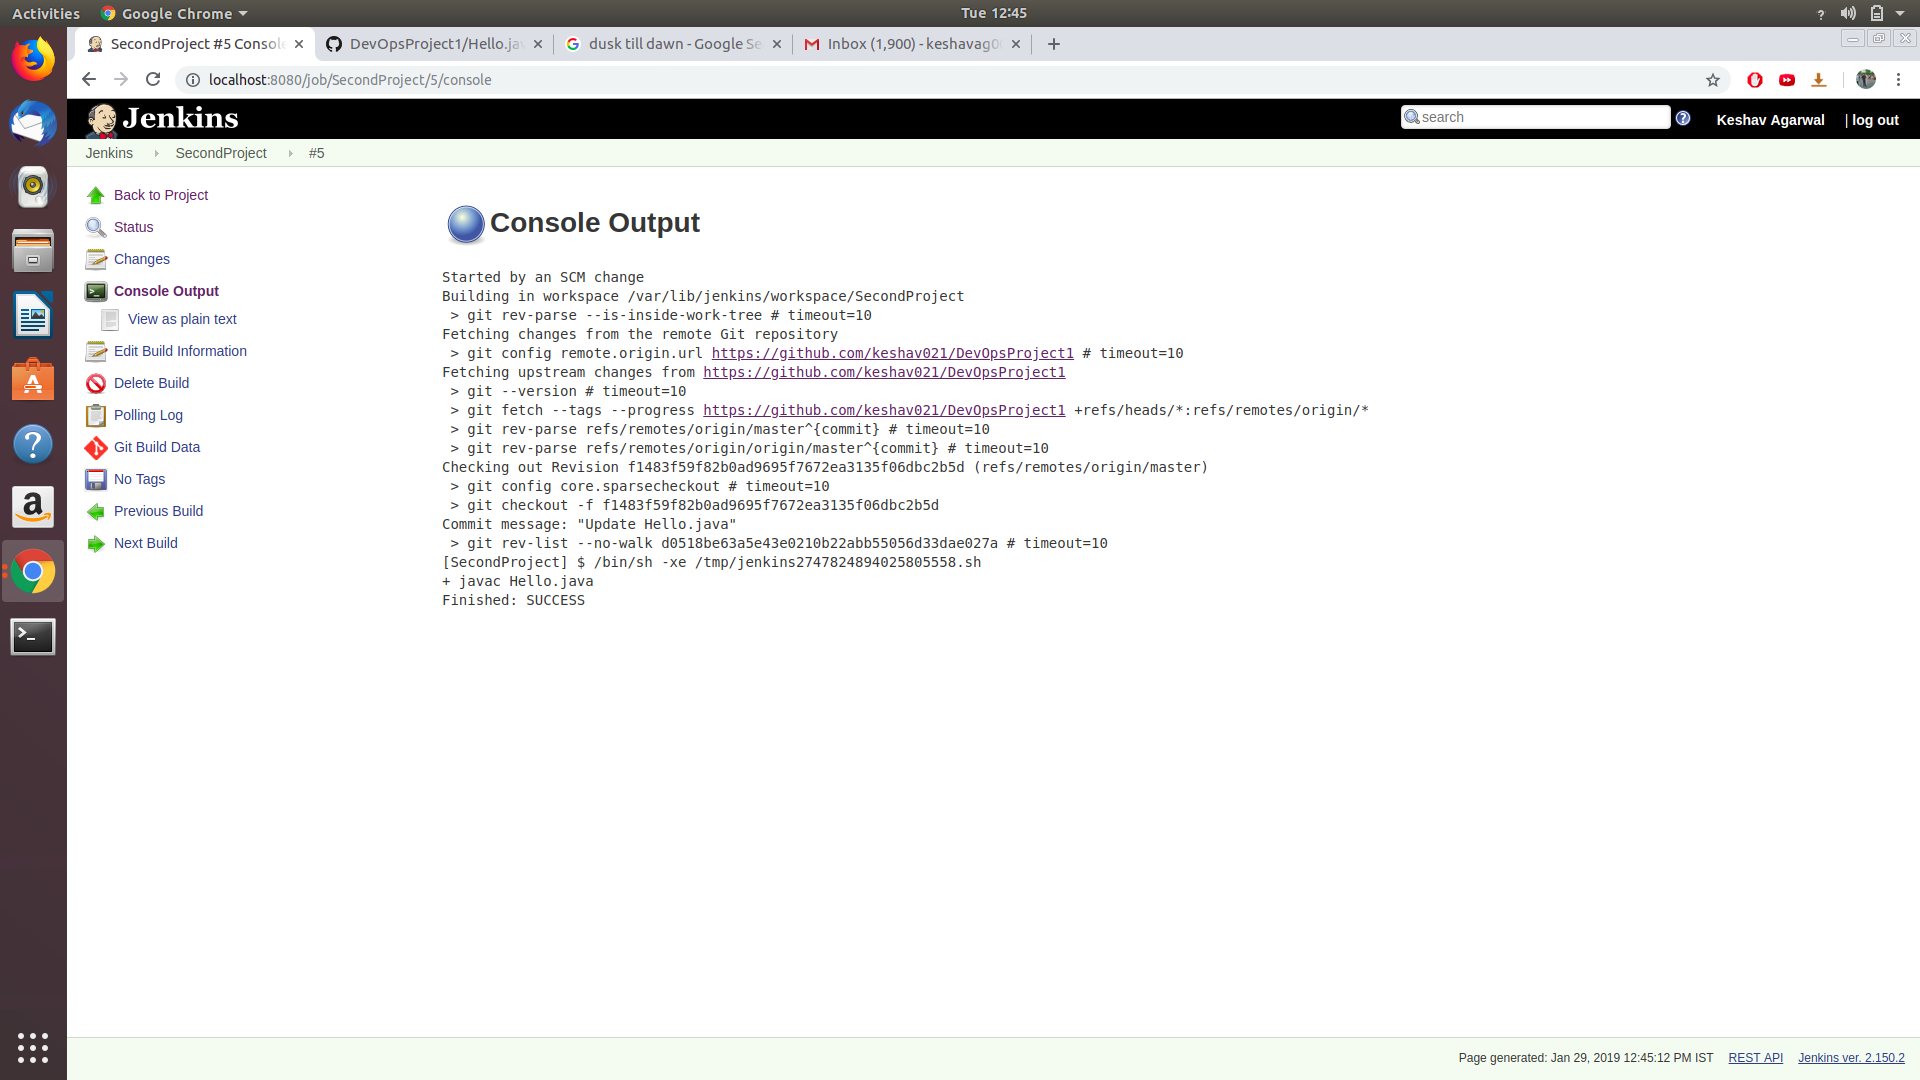 Activities
Google Chrome
Tue 12:45
SecondProject #5 Consol
DevOpsProject1/Hello.ja
dusk till dawn - Google Se
Inbox (1,900) - keshavag0
localhost:8080/job/SecondProject/5/console
Jenkins
search
Keshav Agarwal
| log out
Jenkins
SecondProject
#5
Back to Project
Status
Changes
Console Output
View as plain text
Edit Build Information
Delete Build
Polling Log
Git Build Data
No Tags
Previous Build
Next Build
Console Output
Started by an SCM change
Building in workspace /var/lib/jenkins/workspace/SecondProject
> git rev-parse --is-inside-work-tree # timeout=10
Fetching changes from the remote Git repository
> git config remote.origin.url https://github.com/keshav021/DevOpsProject1 # timeout=10
Fetching upstream changes from https://github.com/keshav021/DevOpsProject1
> git --version # timeout=10
> git fetch --tags --progress https://github.com/keshav021/DevOpsProject1 +refs/heads/*:refs/remotes/origin/*
> git rev-parse refs/remotes/origin/master^{commit} # timeout=10
> git rev-parse refs/remotes/origin/origin/master^{commit} # timeout=10
Checking out Revision f1483f59f82b0ad9695f7672ea3135f06dbc2b5d (refs/remotes/origin/master)
> git config core.sparsecheckout # timeout=10
> git checkout -f f1483f59f82b0ad9695f7672ea3135f06dbc2b5d
Commit message: "Update Hello.java"
> git rev-list --no-walk d0518be63a5e43e0210b22abb55056d33dae027a # timeout=10
[SecondProject] $ /bin/sh -xe /tmp/jenkins2747824894025805558.sh
+ javac Hello.java
Finished: SUCCESS
Page generated: Jan 29, 2019 12:45:12 PM IST
REST API
Jenkins ver. 2.150.2